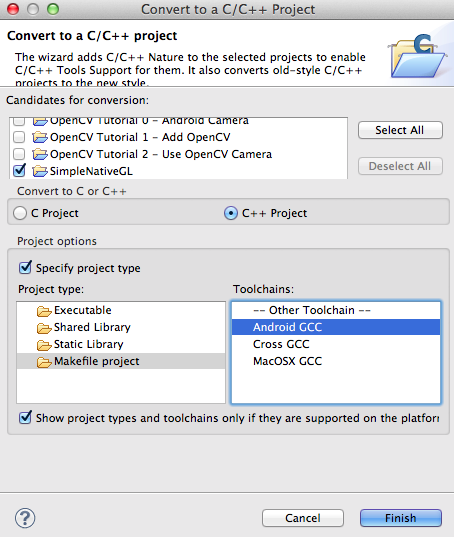 Convert to a C/C++ Project
Convert to a C/C++ project
The wizard adds C/C++ Nature to the selected projects to enable
C/C++ Tools Support for them. It also converts old-style C/C++
projects to the new style.
C
Candidates for conversion:
OpenCV Tutorial 0 - Android Camera
OpenCV Tutorial 1 - Add OpenCV
OpenCV Tutorial 2 - Use OpenCV Camera
SimpleNativeGL
Select All
Deselect All
Convert to C or C++
C Project
C++ Project
Project options
Specify project type
Project type:
Executable
Shared Library
Static Library
Makefile project
Toolchains:
-- Other Toolchain --
Android GCC
Cross GCC
MacOSX GCC
Show project types and toolchains only if they are supported on the platforr
?
Cancel
Finish